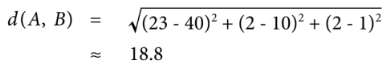 d(A, B) = √(23 - 40)² + (2 - 10)² + (2 - 1)²
≈ 18.8